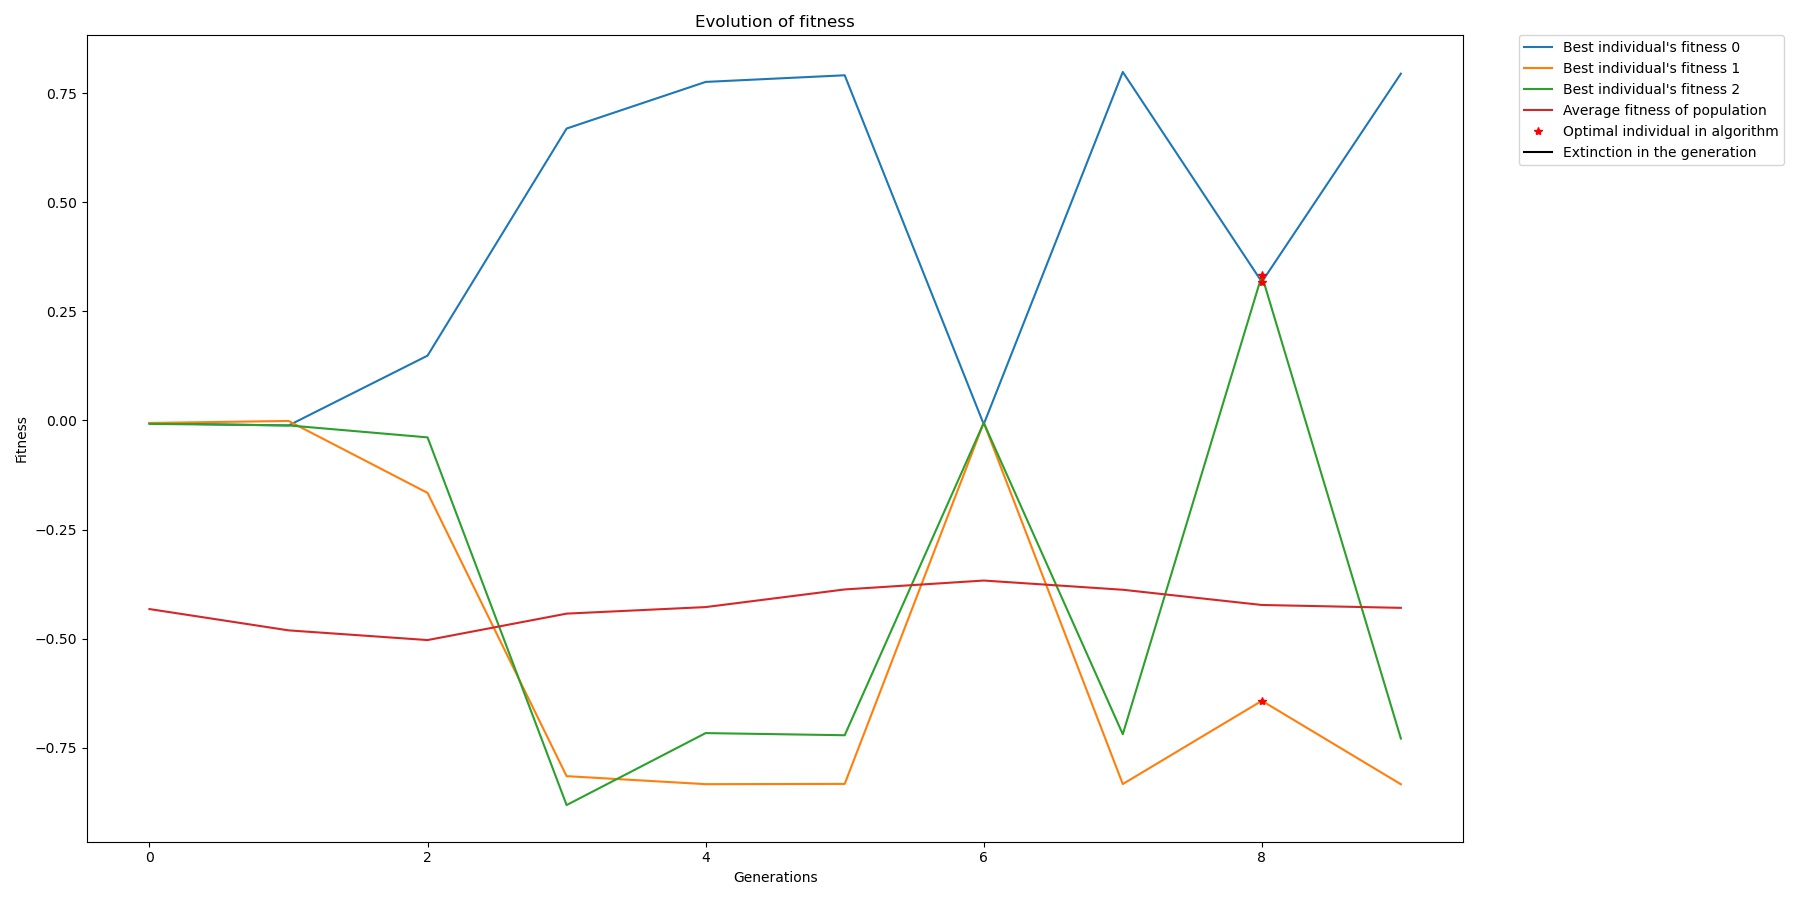 Evolution of fitness
Best individual's fitness 0
Best individual's fitness 1
Best individual's fitness 2
Average fitness of population
Optimal individual in algorithm
Extinction in the generation
Fitness
0.75
0.50
0.25
0.00
−0.25
−0.50
−0.75
0 2 4 6 8
Generations